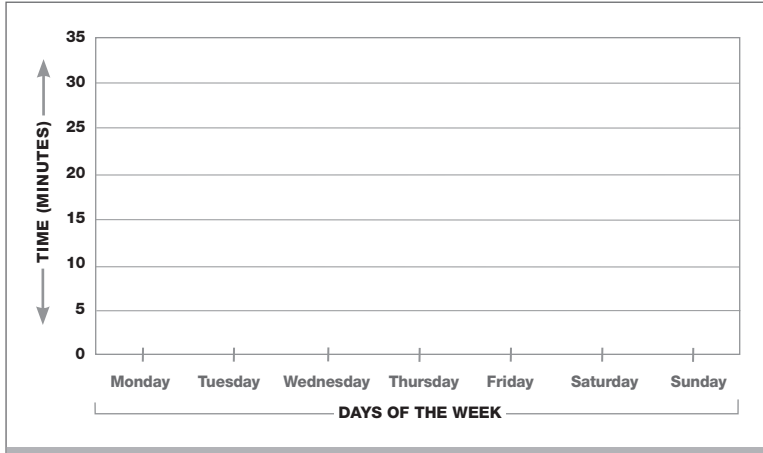 35
30
25
20
15
10
5
0
TIME (MINUTES)
Monday Tuesday Wednesday Thursday Friday Saturday Sunday
DAYS OF THE WEEK